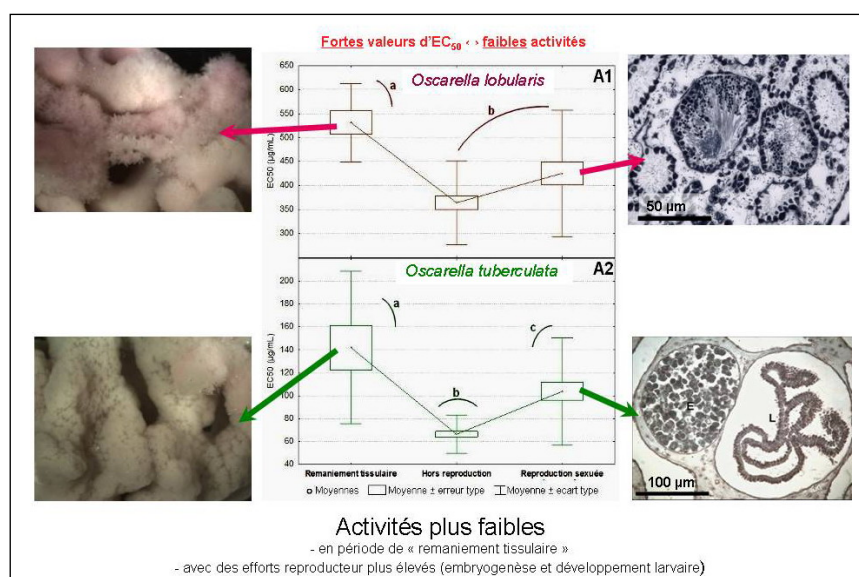 Fortes valeurs d'EC50 <-> faibles activités
A1
Oscarella lobularis
a
b
EC50 (µg/mL)
650
600
550
500
450
400
350
300
50 µm
A2
Oscarella tuberculata
a
b
c
EC50 (µg/mL)
200
180
160
140
120
100
80
60
40
E
L
100 µm
Remaniement tissulaire Hors reproduction Reproduction sexuée
Moyennes Moyenne ± erreur type Moyenne ± ecart type
Activités plus faibles
- en période de « remaniement tissulaire »
- avec des efforts reproducteur plus élevés (embryogenèse et développement larvaire)